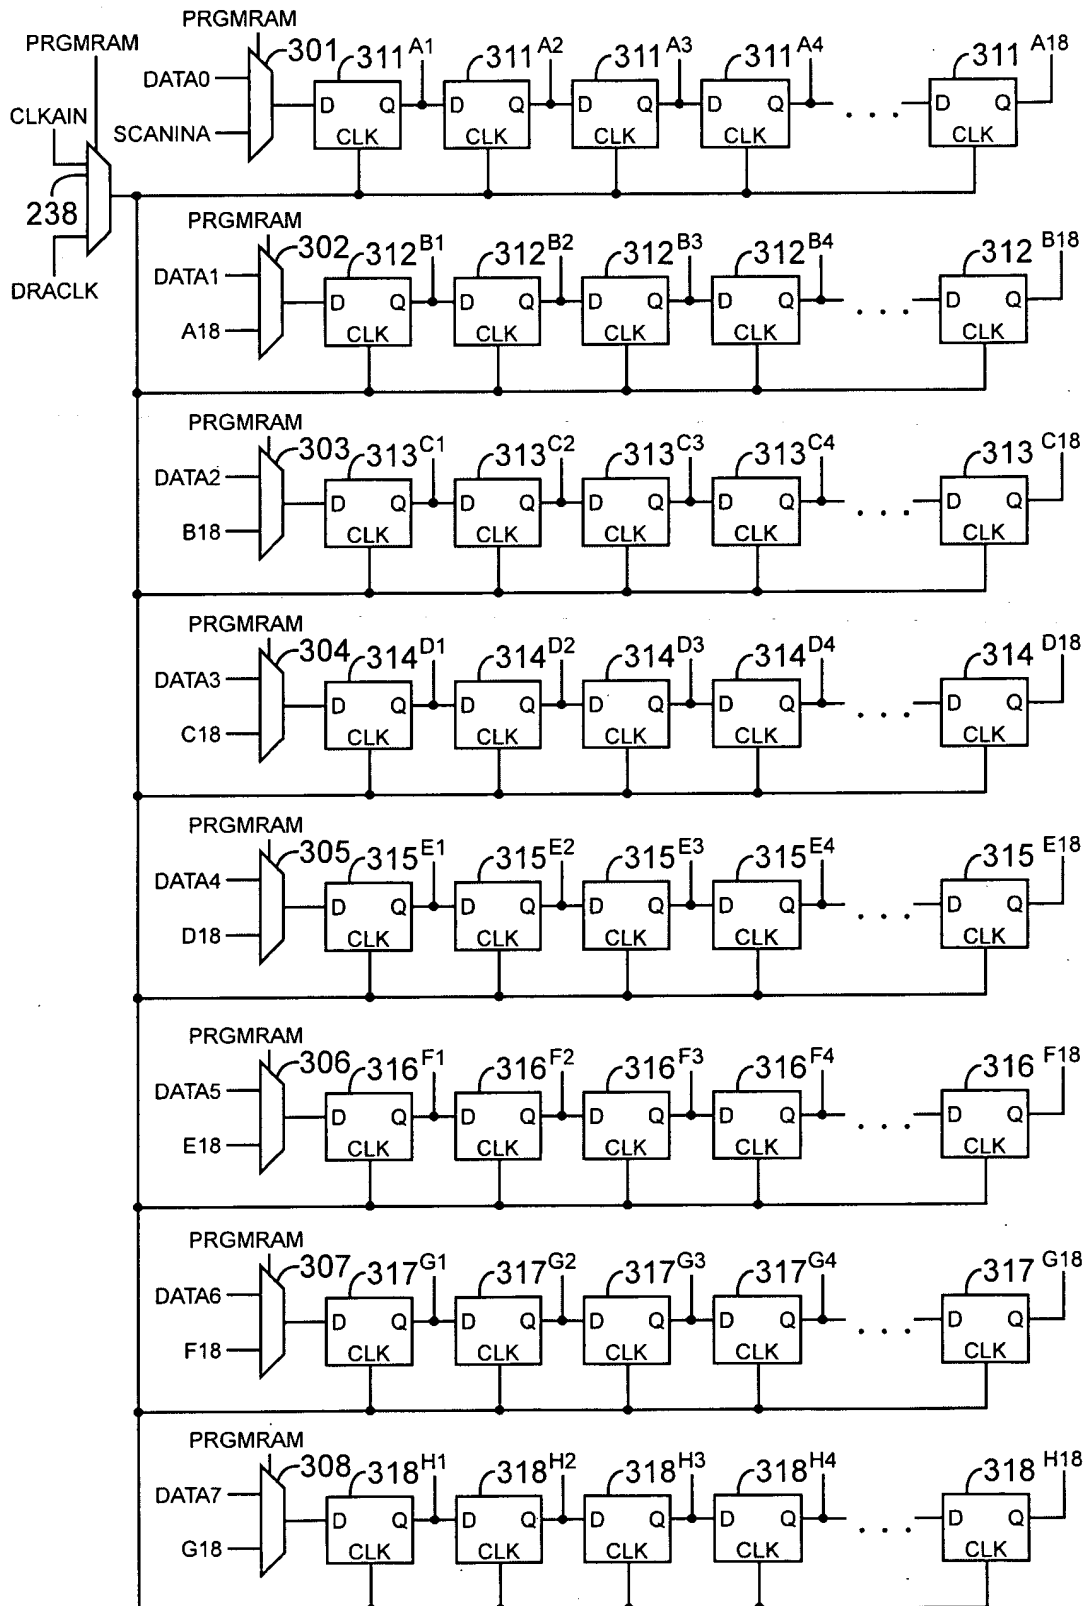 PRGMRAM
PRGMRAM
301
311 A1 311 A2 311 A3 311 A4 311 A18
DATA0
D Q D Q D Q D Q . . . D Q
CLKAIN
SCANINA
CLK CLK CLK CLK CLK
238
DRACLK
PRGMRAM
302
312 B1 312 B2 312 B3 312 B4 312 B18
DATA1
D Q D Q D Q D Q . . . D Q
A18
CLK CLK CLK CLK CLK
PRGMRAM
303
313 C1 313 C2 313 C3 313 C4 313 C18
DATA2
D Q D Q D Q D Q . . . D Q
B18
CLK CLK CLK CLK CLK
PRGMRAM
304
314 D1 314 D2 314 D3 314 D4 314 D18
DATA3
D Q D Q D Q D Q . . . D Q
C18
CLK CLK CLK CLK CLK
PRGMRAM
305
315 E1 315 E2 315 E3 315 E4 315 E18
DATA4
D Q D Q D Q D Q . . . D Q
D18
CLK CLK CLK CLK CLK
PRGMRAM
306
316 F1 316 F2 316 F3 316 F4 316 F18
DATA5
D Q D Q D Q D Q . . . D Q
E18
CLK CLK CLK CLK CLK
PRGMRAM
307
317 G1 317 G2 317 G3 317 G4 317 G18
DATA6
D Q D Q D Q D Q . . . D Q
F18
CLK CLK CLK CLK CLK
PRGMRAM
308
318 H1 318 H2 318 H3 318 H4 318 H18
DATA7
D Q D Q D Q D Q . . . D Q
G18
CLK CLK CLK CLK CLK